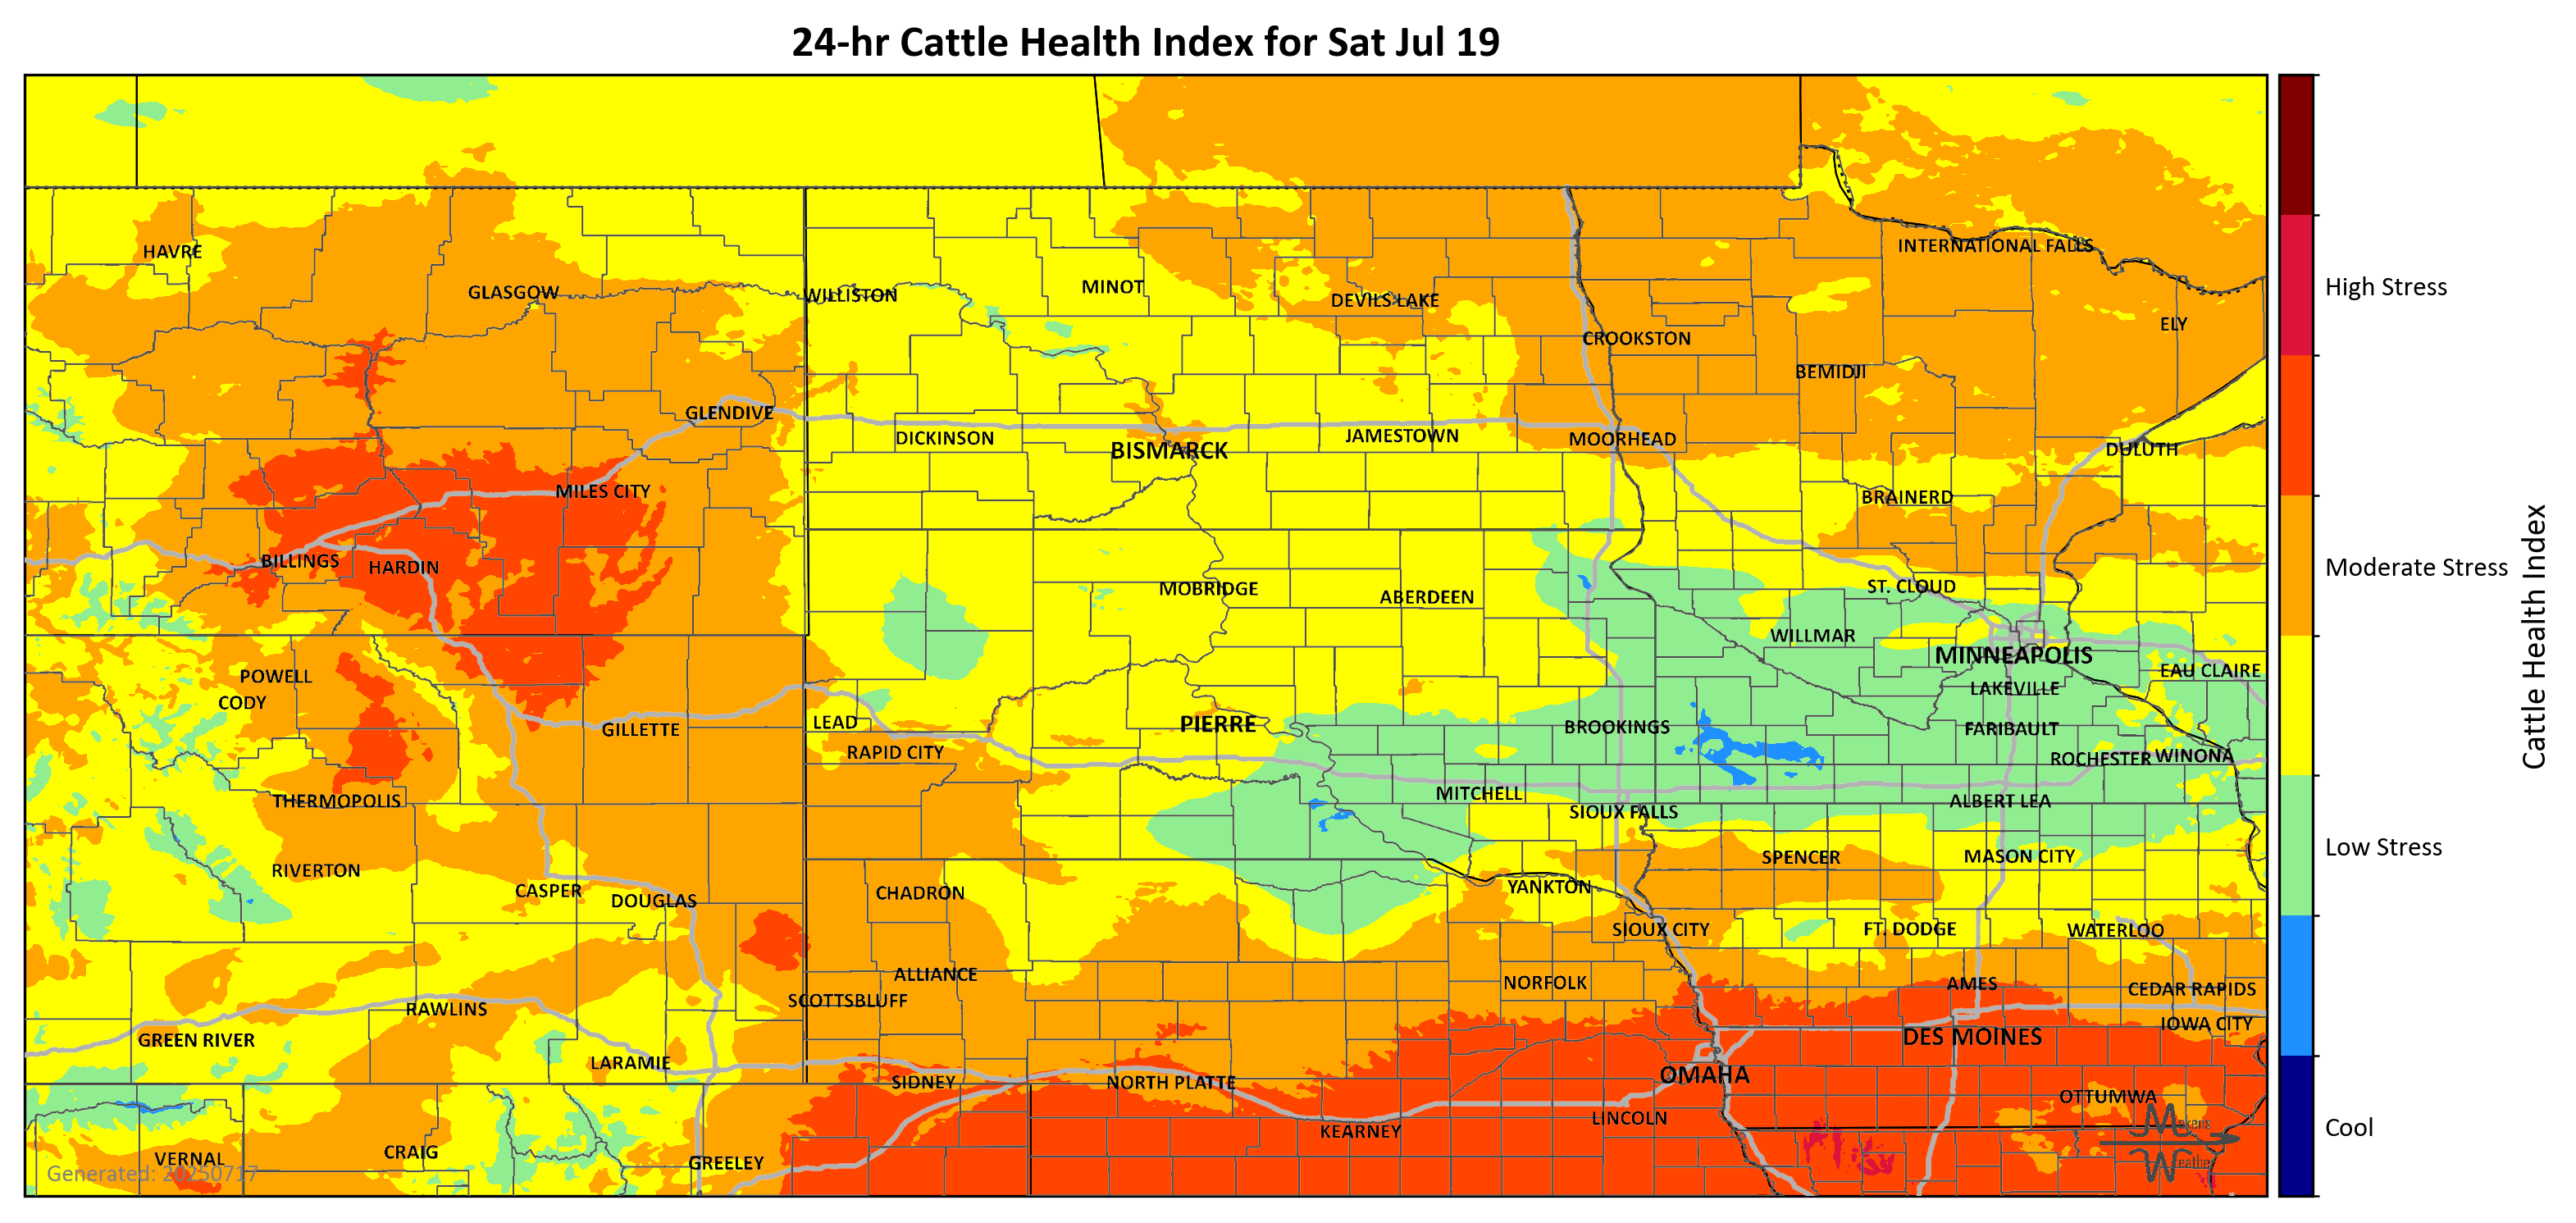 24-hr Cattle Health Index for Sat Jul 19
HAVRE
INTERNATIONAL FALLS
GLASGOW
WILLISTON
MINOT
DEVILS LAKE
ELY
CROOKSTON
BEMIDJI
GLENDIVE
DICKINSON
BISMARCK
JAMESTOWN
MOORHEAD
DULUTH
MILES CITY
BRAINERD
BILLINGS
HARDIN
MOBRIDGE
ABERDEEN
ST. CLOUD
WILLMAR
MINNEAPOLIS
EAU CLAIRE
POWELL
CODY
LAKEVILLE
GILLETTE
LEAD
PIERRE
BROOKINGS
FARIBAULT
RAPID CITY
ROCHESTER
WINONA
THERMOPOLIS
MITCHELL
SIOUX FALLS
ALBERT LEA
RIVERTON
SPENCER
MASON CITY
CASPER
DOUGLAS
CHADRON
YANKTON
SIOUX CITY
FT. DODGE
WATERLOO
ALLIANCE
NORFOLK
AMES
CEDAR RAPIDS
SCOTTSBLUFF
RAWLINS
GREEN RIVER
DES MOINES
IOWA CITY
LARAMIE
SIDNEY
NORTH PLATTE
OMAHA
OTTUMWA
LINCOLN
KEARNEY
CRAIG
VERNAL
GREELEY
Generated: 20250717
Makens
Weather
High Stress
Moderate Stress
Low Stress
Cool
Cattle Health Index